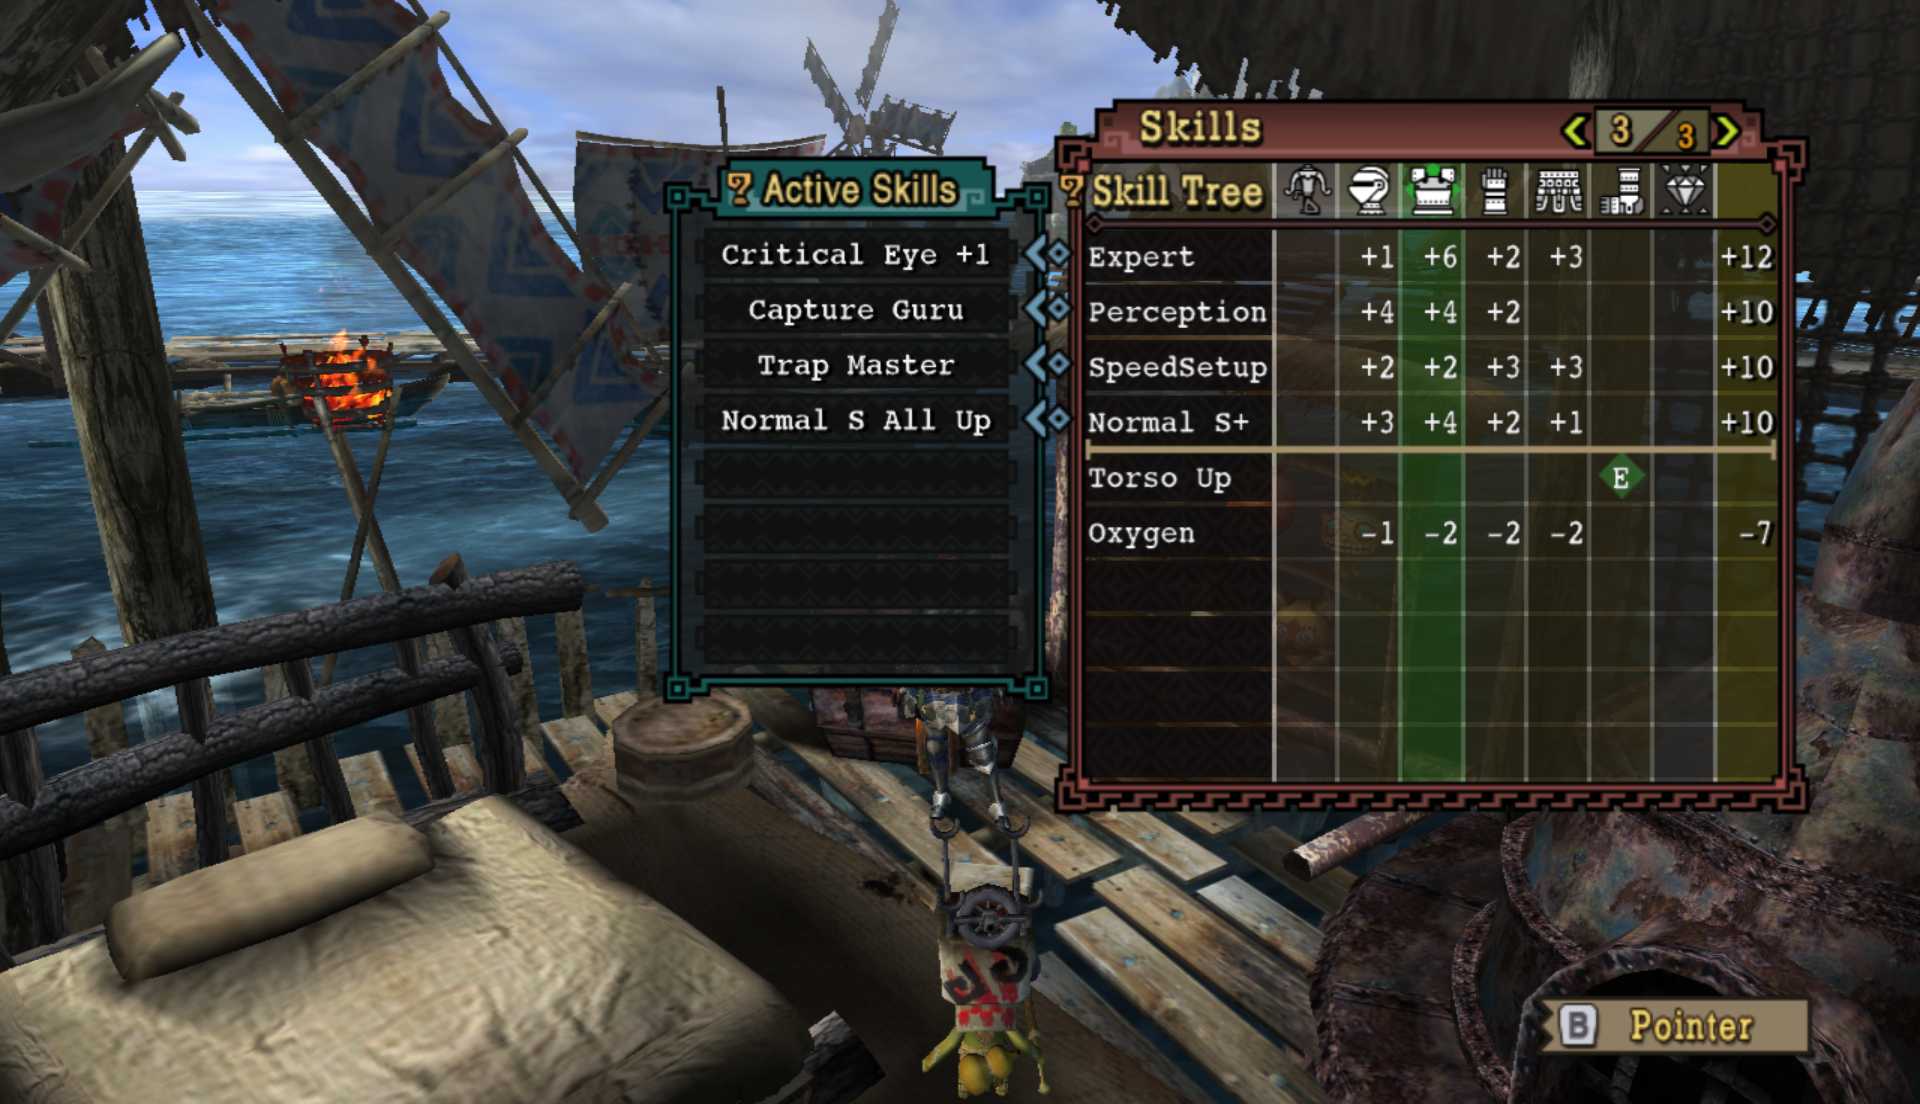 Skills
3/3
? Active Skills
? Skill Tree
Critical Eye +1
Capture Guru
Trap Master
Normal S All Up
Expert +1 +6 +2 +3 +12
Perception +4 +4 +2 +10
SpeedSetup +2 +2 +3 +3 +10
Normal S+ +3 +4 +2 +1 +10
Torso Up E
Oxygen -1 -2 -2 -2 -7
B Pointer